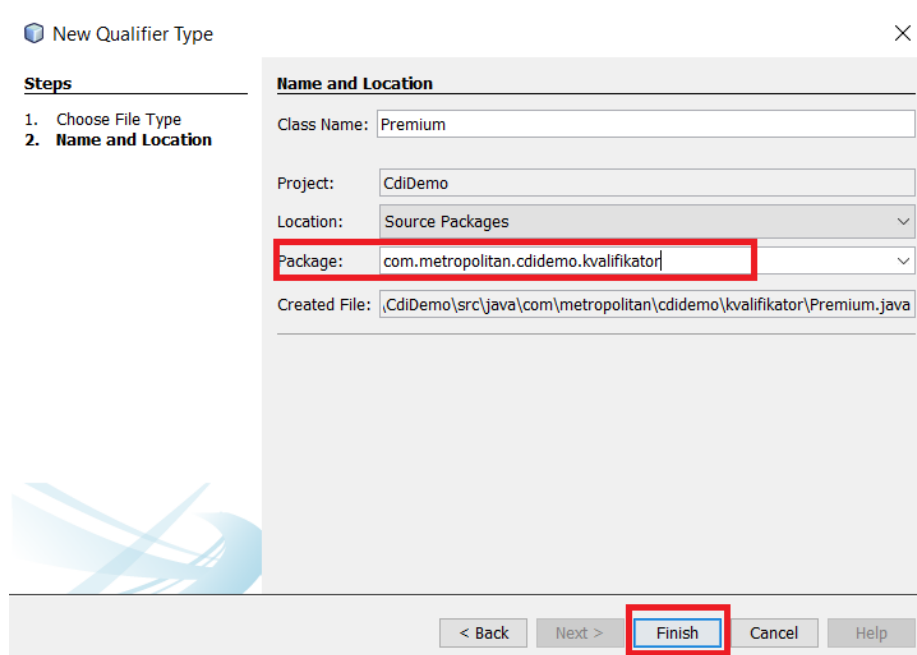 New Qualifier Type
Steps
1. Choose File Type
2. Name and Location
Name and Location
Class Name: Premium
Project: CdiDemo
Location: Source Packages
Package: com.metropolitan.cdidemo.kvalifikator
Created File: \CdiDemo\src\java\com\metropolitan\cdidemo\kvalifikator\Premium.java
< Back Next > Finish Cancel Help